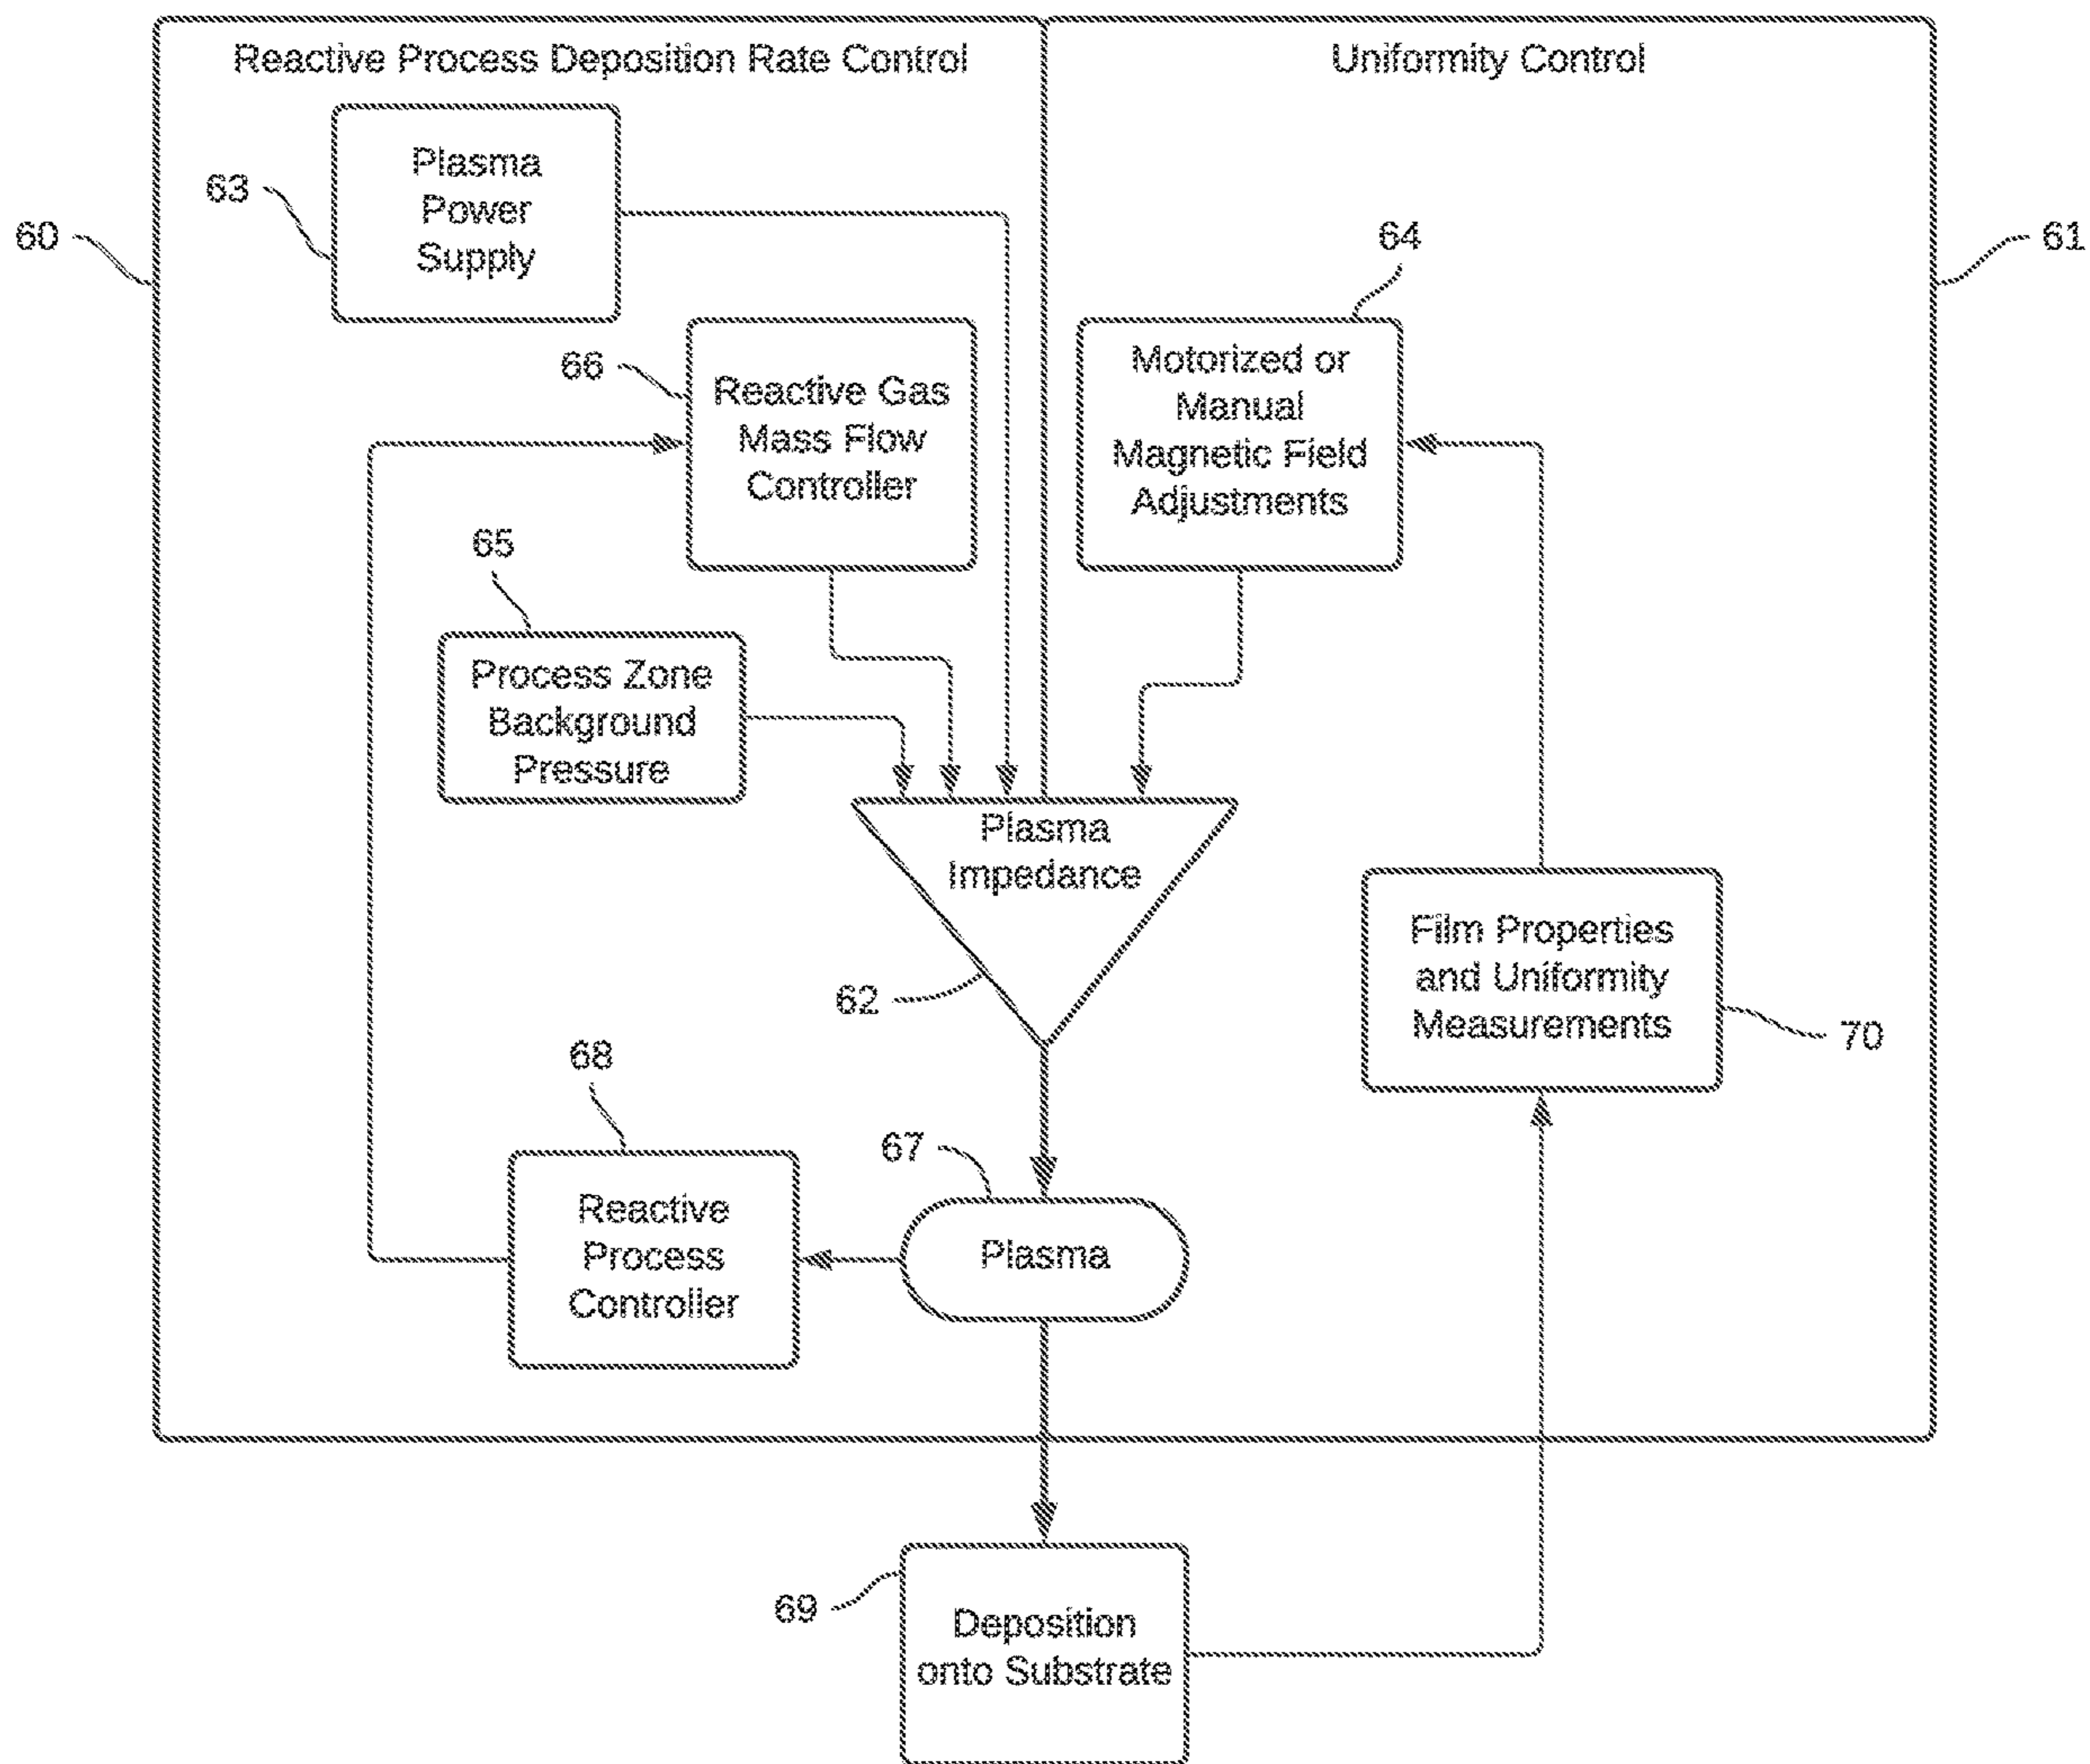 Reactive Process Deposition Rate Control
Uniformity Control
Plasma
Power
Supply
63
60
64
61
66
Reactive Gas
Mass Flow
Controller
Motorized or
Manual
Magnetic Field
Adjustments
65
Process Zone
Background
Pressure
Plasma
Impedance
62
Film Properties
and Uniformity
Measurements
70
68
67
Reactive
Process
Controller
Plasma
69
Deposition
onto Substrate